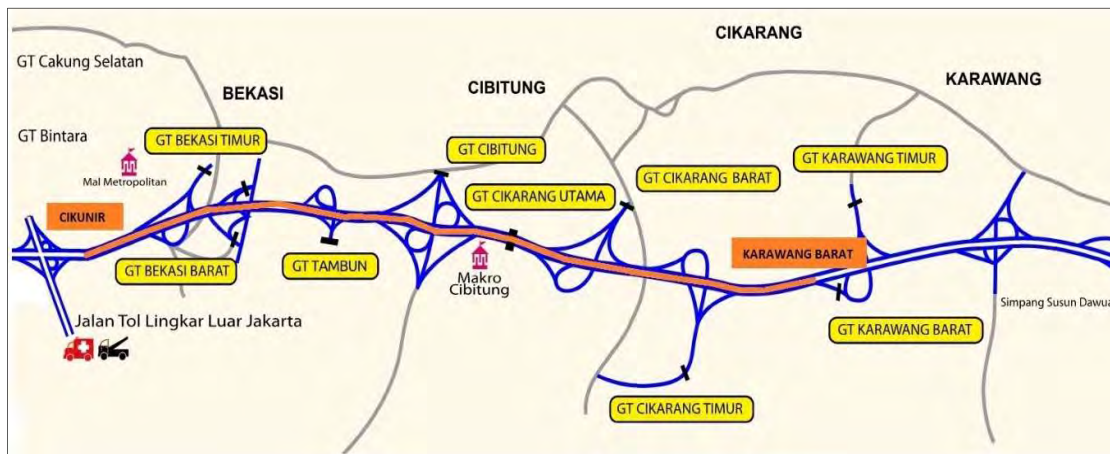 CIKARANG
GT Cakung Selatan
KARAWANG
BEKASI
CIBITUNG
GT Bintara
GT BEKASI TIMUR
GT CIBITUNG
GT KARAWANG TIMUR
Mal Metropolitan
GT CIKARANG UTAMA
GT CIKARANG BARAT
CIKUNIR
KARAWANG BARAT
GT BEKASI BARAT
GT TAMBUN
Makro
Cibitung
Simpang Susun Dawua
Jalan Tol Lingkar Luar Jakarta
GT KARAWANG BARAT
GT CIKARANG TIMUR